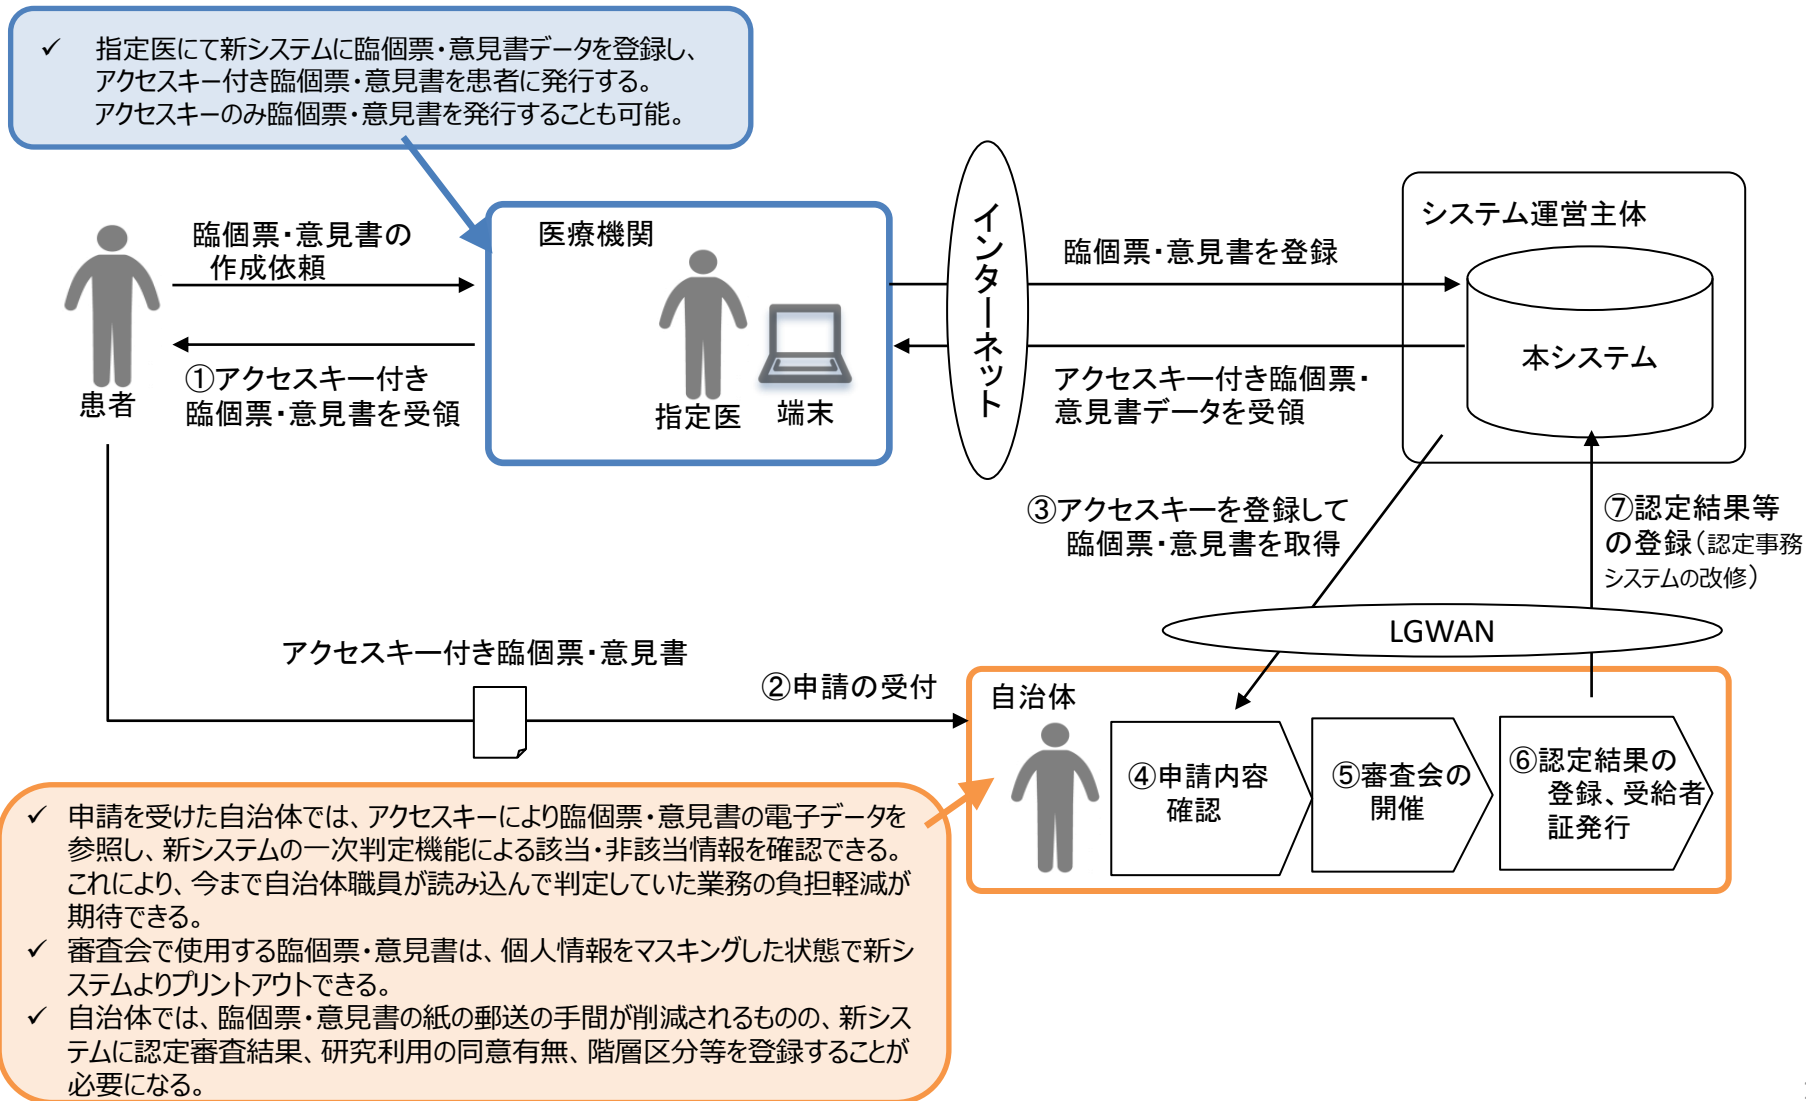 ✓ 指定医にて新システムに臨個票・意見書データを登録し、
アクセスキー付き臨個票・意見書を患者に発行する。
アクセスキーのみ臨個票・意見書を発行することも可能。
臨個票・意見書の
作成依頼
医療機関
インターネット
臨個票・意見書を登録
システム運営主体
本システム
①アクセスキー付き
臨個票・意見書を受領
患者
指定医
端末
アクセスキー付き臨個票・
意見書データを受領
③アクセスキーを登録して
臨個票・意見書を取得
⑦認定結果等
の登録（認定事務
システムの改修）
LGWAN
アクセスキー付き臨個票・意見書
②申請の受付
自治体
④申請内容
確認
⑤審査会の
開催
⑥認定結果の
登録、受給者
証発行
✓ 申請を受けた自治体では、アクセスキーにより臨個票・意見書の電子データを
参照し、新システムの一次判定機能による該当・非該当情報を確認できる。
これにより、今まで自治体職員が読み込んで判定していた業務の負担軽減が
期待できる。
✓ 審査会で使用する臨個票・意見書は、個人情報をマスキングした状態で新シ
ステムよりプリントアウトできる。
✓ 自治体では、臨個票・意見書の紙の郵送の手間が削減されるものの、新シス
テムに認定審査結果、研究利用の同意有無、階層区分等を登録することが
必要になる。